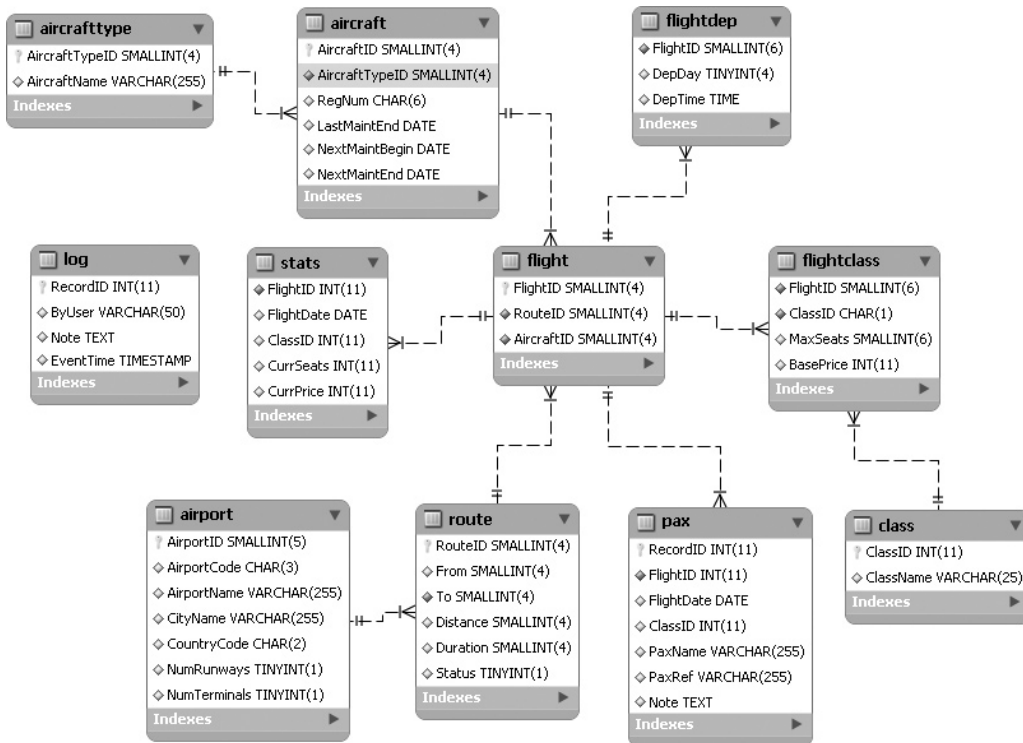 aircrafttype
AircraftTypeID SMALLINT(4)
AircraftName VARCHAR(255)
Indexes
aircraft
AircraftID SMALLINT(4)
AircraftTypeID SMALLINT(4)
RegNum CHAR(6)
LastMaintEnd DATE
NextMaintBegin DATE
NextMaintEnd DATE
Indexes
flightdep
FlightID SMALLINT(6)
DepDay TINYINT(4)
DepTime TIME
Indexes
log
RecordID INT(11)
ByUser VARCHAR(50)
Note TEXT
EventTime TIMESTAMP
Indexes
stats
FlightID INT(11)
FlightDate DATE
ClassID INT(11)
CurrSeats INT(11)
CurrPrice INT(11)
Indexes
flight
FlightID SMALLINT(4)
RouteID SMALLINT(4)
AircraftID SMALLINT(4)
Indexes
flightclass
FlightID SMALLINT(6)
ClassID CHAR(1)
MaxSeats SMALLINT(6)
BasePrice INT(11)
Indexes
airport
AirportID SMALLINT(5)
AirportCode CHAR(3)
AirportName VARCHAR(255)
CityName VARCHAR(255)
CountryCode CHAR(2)
NumRunways TINYINT(1)
NumTerminals TINYINT(1)
Indexes
route
RouteID SMALLINT(4)
From SMALLINT(4)
To SMALLINT(4)
Distance SMALLINT(4)
Duration SMALLINT(4)
Status TINYINT(1)
Indexes
pax
RecordID INT(11)
FlightID INT(11)
FlightDate DATE
ClassID INT(11)
PaxName VARCHAR(255)
PaxRef VARCHAR(255)
Note TEXT
Indexes
class
ClassID INT(11)
ClassName VARCHAR(25)
Indexes